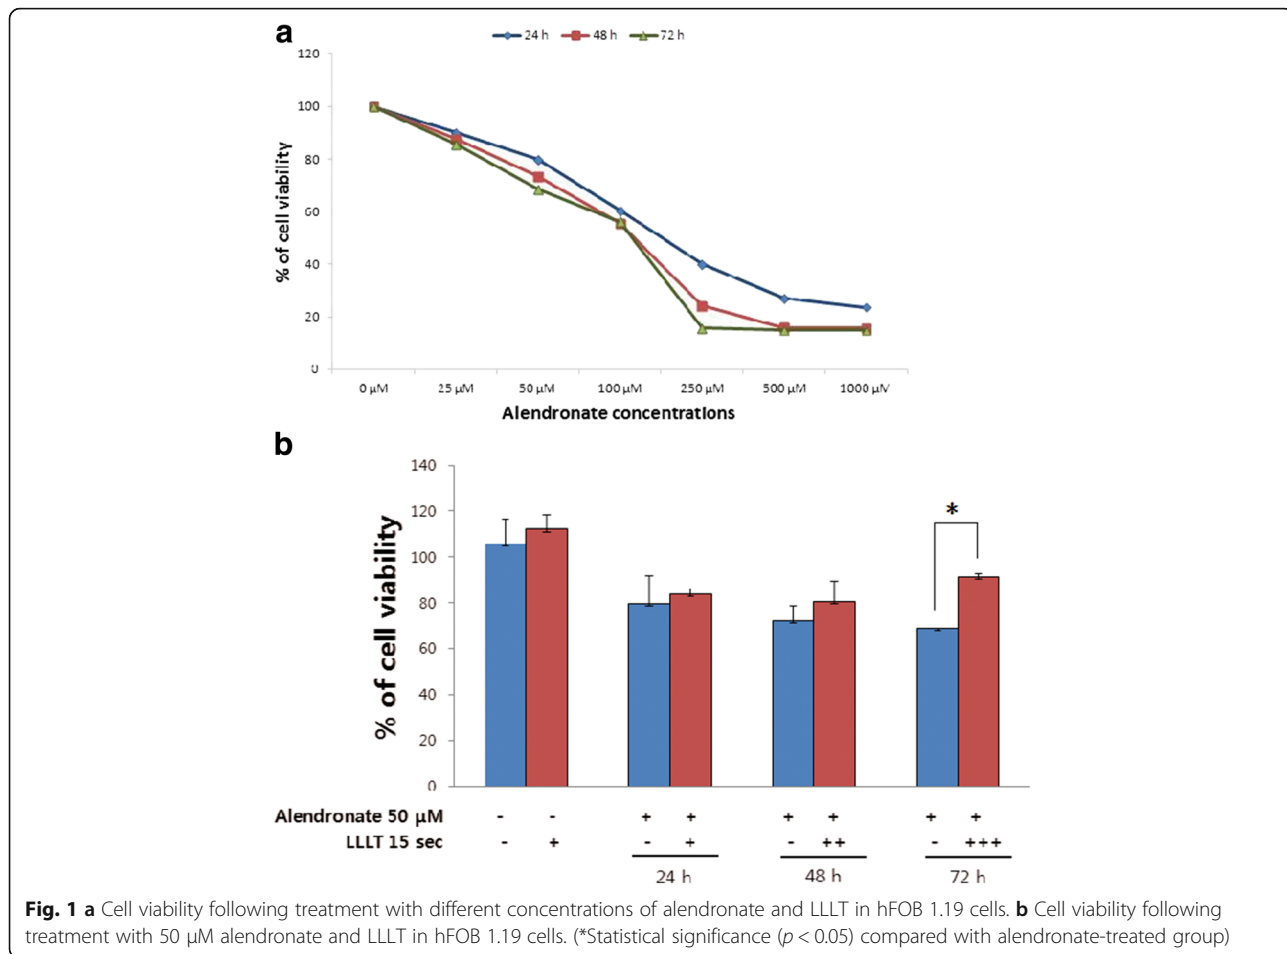 a
24 h 48 h 72 h
120
100
80
60
40
20
0
% of cell viability
0 µM 25 µM 50 µM 100 µM 250 µM 500 µM 1000 µM
Alendronate concentrations
b
140
120
100
80
60
40
20
0
% of cell viability
*
Alendronate 50 µM - - + + + + + +
LLLT 15 sec - + - + - ++ - +++
24 h 48 h 72 h
Fig. 1 a Cell viability following treatment with different concentrations of alendronate and LLLT in hFOB 1.19 cells. b Cell viability following
treatment with 50 µM alendronate and LLLT in hFOB 1.19 cells. (*Statistical significance (p < 0.05) compared with alendronate-treated group)